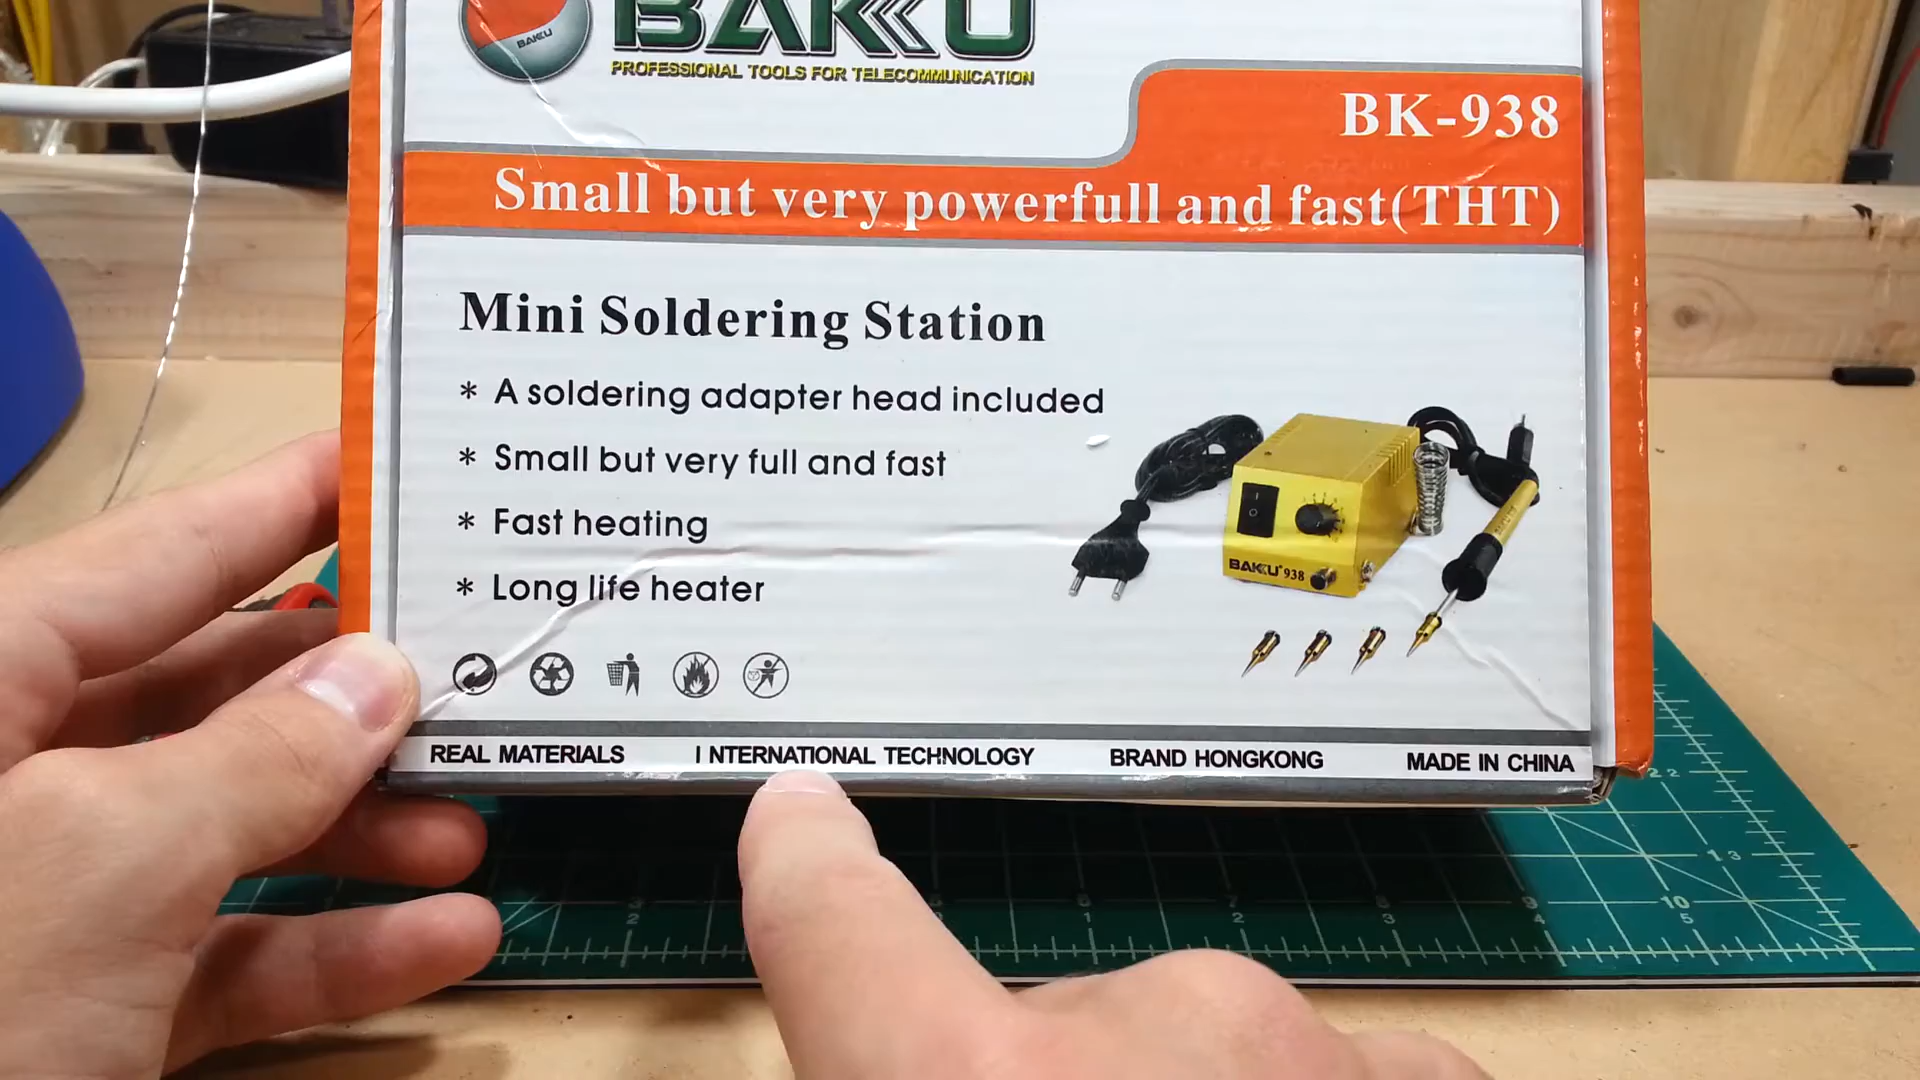 BAKKU
BAKU
PROFESSIONAL TOOLS FOR TELECOMMUNICATION
BK-938
Small but very powerfull and fast(THT)
Mini Soldering Station
* A soldering adapter head included
* Small but very full and fast
* Fast heating
* Long life heater
BAKU 938
REAL MATERIALS I NTERNATIONAL TECHNOLOGY BRAND HONGKONG MADE IN CHINA